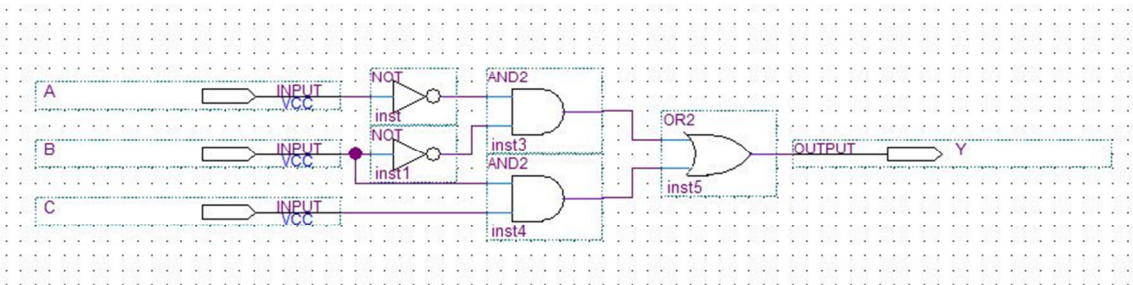 A
INPUT
VCC
NOT
inst
AND2
inst3
B
INPUT
VCC
NOT
inst1
AND2
inst4
OR2
inst5
OUTPUT
Y
C
INPUT
VCC